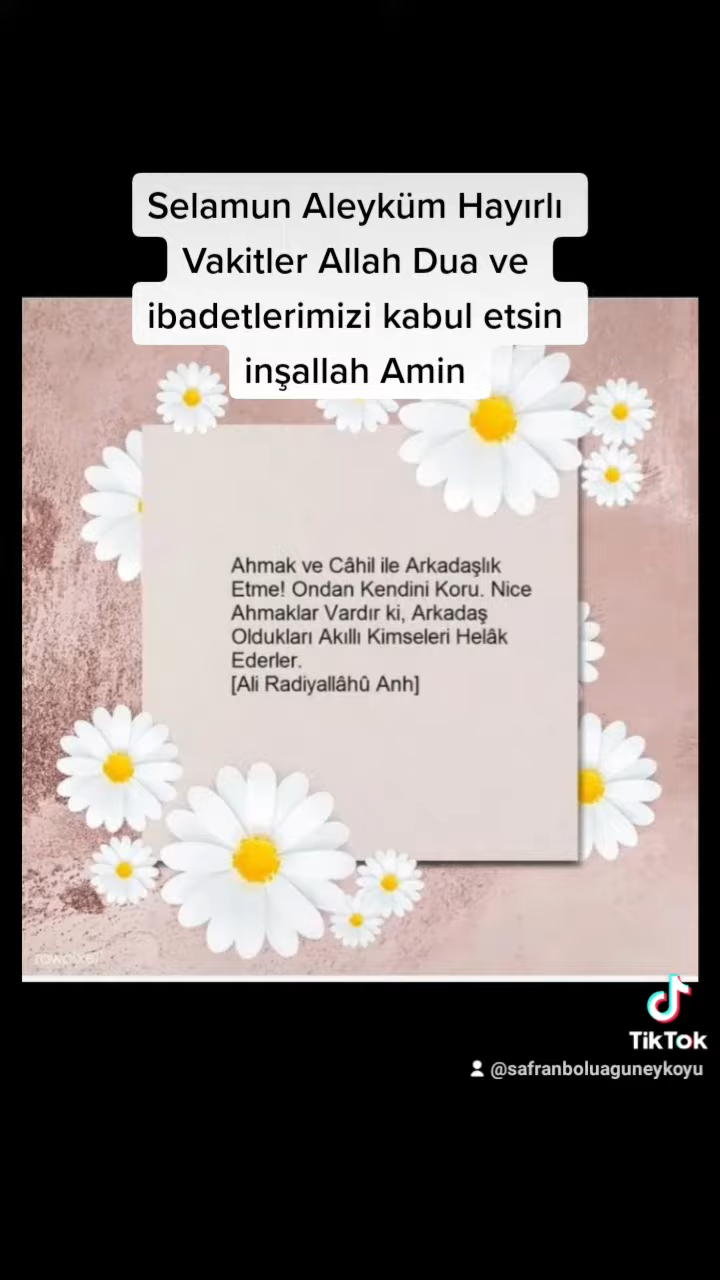 Selamun Aleyküm Hayırlı
Vakitler Allah Dua ve
ibadetlerimizi kabul etsin
inşallah Amin
Ahmak ve Câhil ile Arkadaşlık
Etme! Ondan Kendini Koru. Nice
Ahmaklar Vardır ki, Arkadaş
Oldukları Akıllı Kimseleri Helâk
Ederler.
[Ali Radiyallâhû Anh]
rawpixel
TikTok
@safranboluaguneykoyu